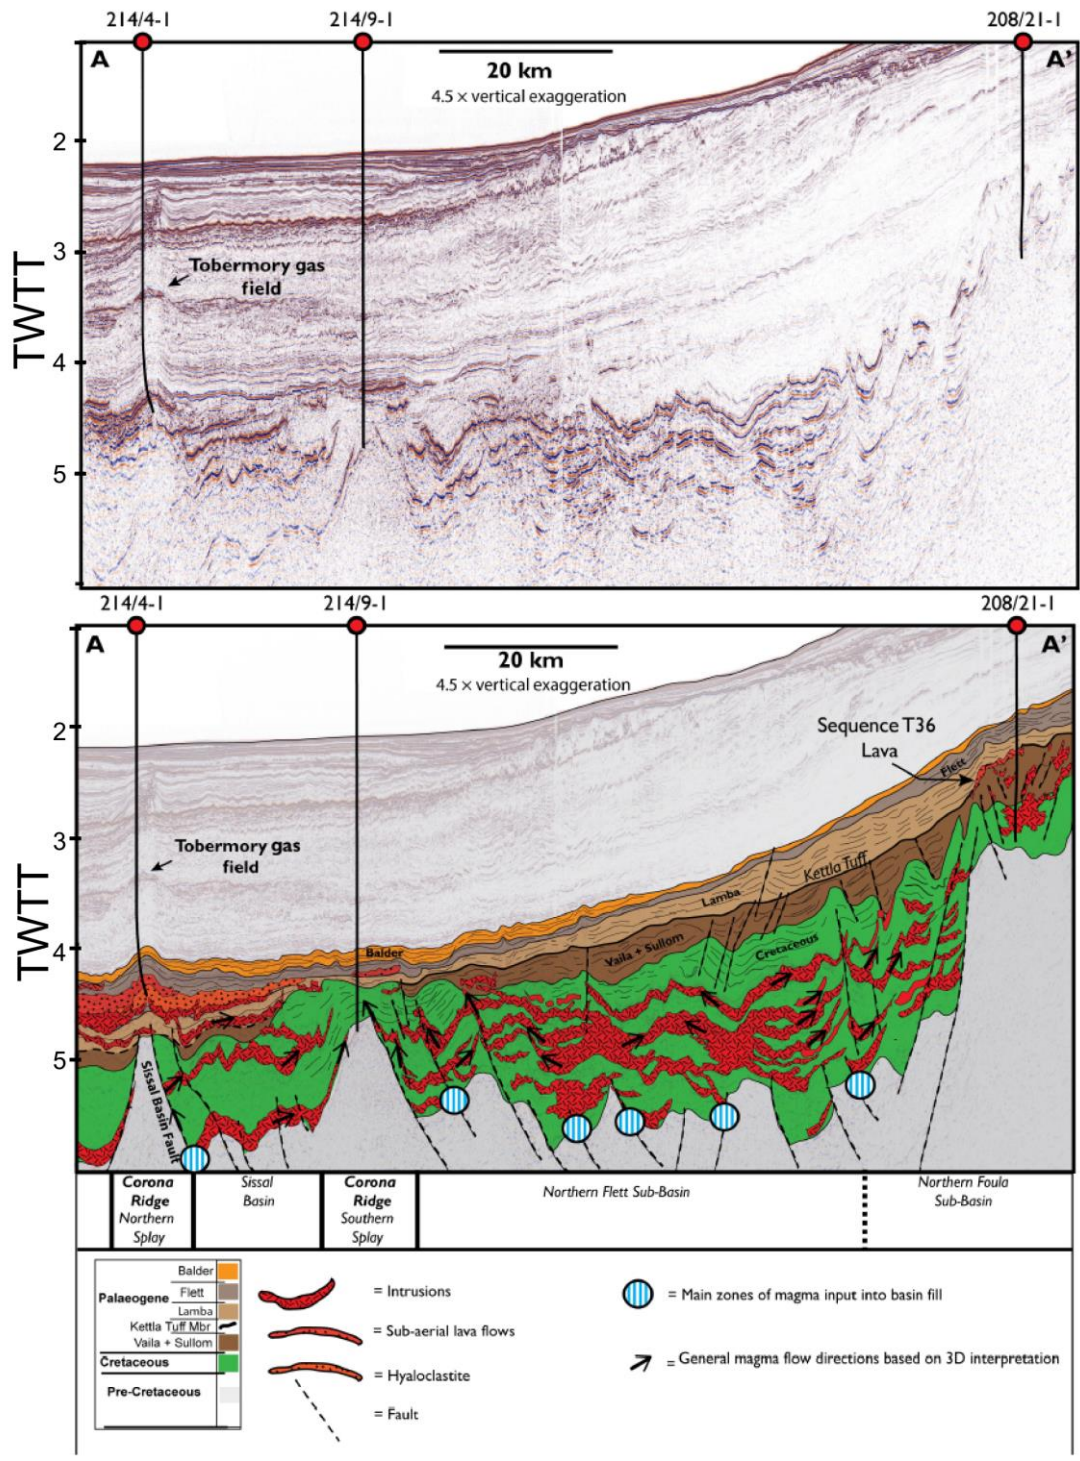 214/4-1
214/9-1
208/21-1
A
A'
20 km
4.5 × vertical exaggeration
2
3
4
5
TWTT
Tobermory gas
field
214/4-1
214/9-1
208/21-1
A
A'
20 km
4.5 × vertical exaggeration
2
3
4
5
TWTT
Sequence T36
Lava
Tobermory gas
field
Flett
Kettla Tuff
Lamba
Balder
Vaila + Sullom
Cretaceous
Sissal Basin Fault
Corona
Ridge
Northern
Splay
Sissal
Basin
Corona
Ridge
Southern
Splay
Northern Flett Sub-Basin
Northern Foula
Sub-Basin
Balder
Palaeogene
Flett
Lamba
Kettla Tuff Mbr
Vaila + Sullom
Cretaceous
Pre-Cretaceous
= Intrusions
= Sub-aerial lava flows
= Hyaloclastite
= Fault
= Main zones of magma input into basin fill
= General magma flow directions based on 3D interpretation